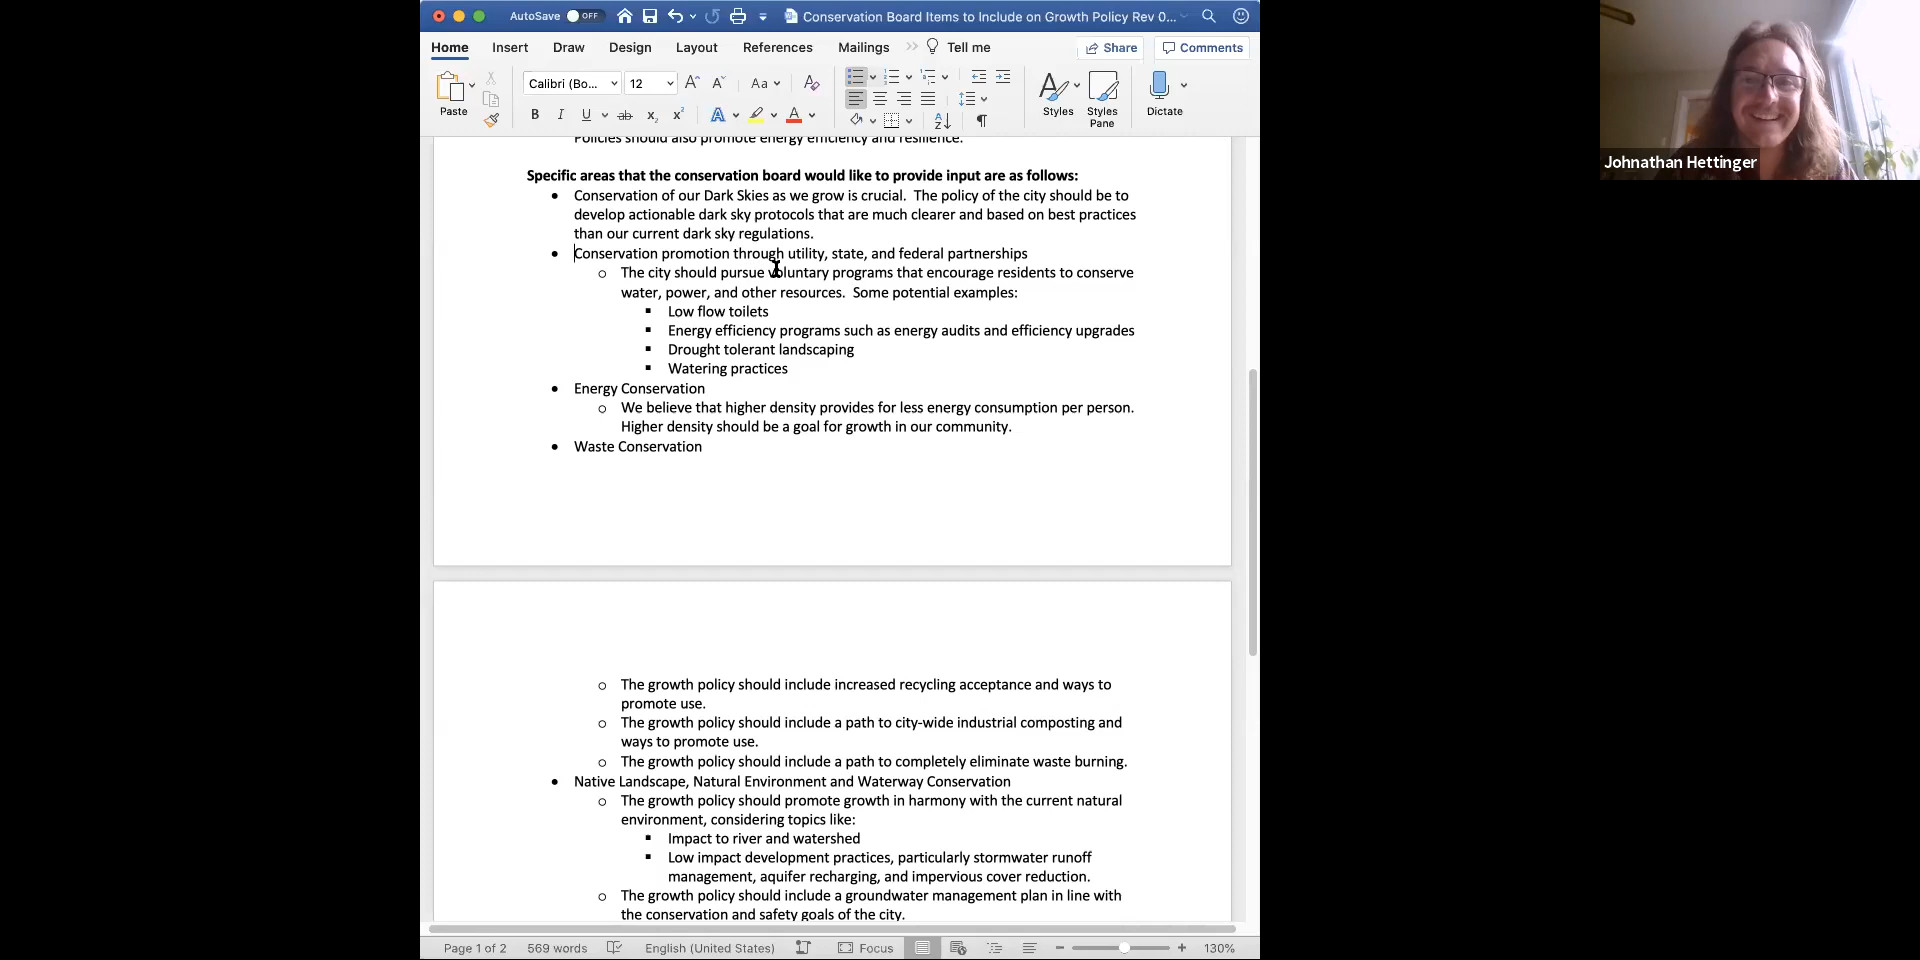 AutoSave OFF Conservation Board Items to Include on Growth Policy Rev 0...
Home Insert Draw Design Layout References Mailings Tell me Share Comments
Paste Calibri (Bo... 12 Aa Styles Styles Pane Dictate
Policies should also promote energy efficiency and resilience.
Specific areas that the conservation board would like to provide input are as follows:
• Conservation of our Dark Skies as we grow is crucial. The policy of the city should be to
develop actionable dark sky protocols that are much clearer and based on best practices
than our current dark sky regulations.
• Conservation promotion through utility, state, and federal partnerships
o The city should pursue voluntary programs that encourage residents to conserve
water, power, and other resources. Some potential examples:
▪ Low flow toilets
▪ Energy efficiency programs such as energy audits and efficiency upgrades
▪ Drought tolerant landscaping
▪ Watering practices
• Energy Conservation
o We believe that higher density provides for less energy consumption per person.
Higher density should be a goal for growth in our community.
• Waste Conservation
o The growth policy should include increased recycling acceptance and ways to
promote use.
o The growth policy should include a path to city-wide industrial composting and
ways to promote use.
o The growth policy should include a path to completely eliminate waste burning.
• Native Landscape, Natural Environment and Waterway Conservation
o The growth policy should promote growth in harmony with the current natural
environment, considering topics like:
▪ Impact to river and watershed
▪ Low impact development practices, particularly stormwater runoff
management, aquifer recharging, and impervious cover reduction.
o The growth policy should include a groundwater management plan in line with
the conservation and safety goals of the city.
Page 1 of 2 569 words English (United States) Focus 130%
Johnathan Hettinger